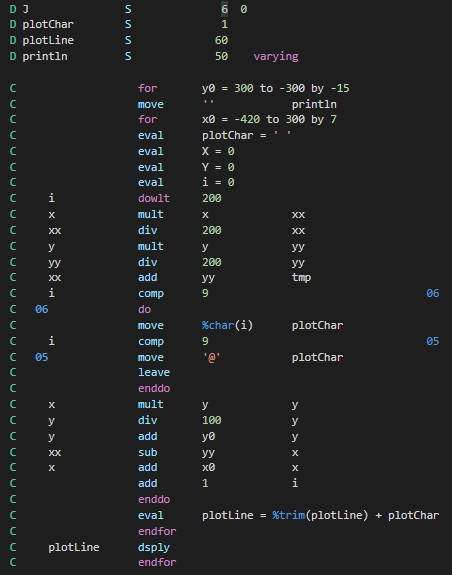 D J S 6 0
D plotChar S 1
D plotLine S 60
D println S 50 varying
C for y0 = 300 to -300 by -15
C move '' println
C for x0 = -420 to 300 by 7
C eval plotChar = ' '
C eval X = 0
C eval Y = 0
C eval i = 0
C i dowlt 200
C x mult x xx
C xx div 200 xx
C y mult y yy
C yy div 200 yy
C xx add yy tmp
C i comp 9 06
C 06 do
C move %char(i) plotChar
C i comp 9 05
C 05 move '@' plotChar
C leave
C enddo
C x mult y y
C y div 100 y
C y add y0 y
C xx sub yy x
C x add x0 x
C add 1 i
C enddo
C eval plotLine = %trim(plotLine) + plotChar
C endfor
C plotLine dsply
C endfor